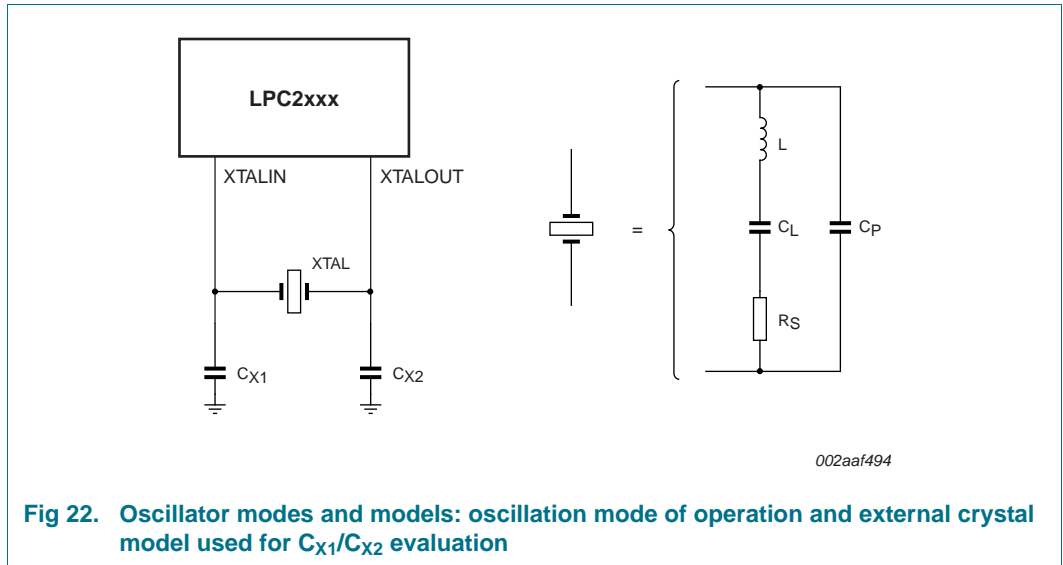 LPC2xxx
XTALIN XTALOUT
XTAL
CX1 CX2
=
L
CL CP
RS
002aaf494
Fig 22. Oscillator modes and models: oscillation mode of operation and external crystal
model used for CX1/CX2 evaluation